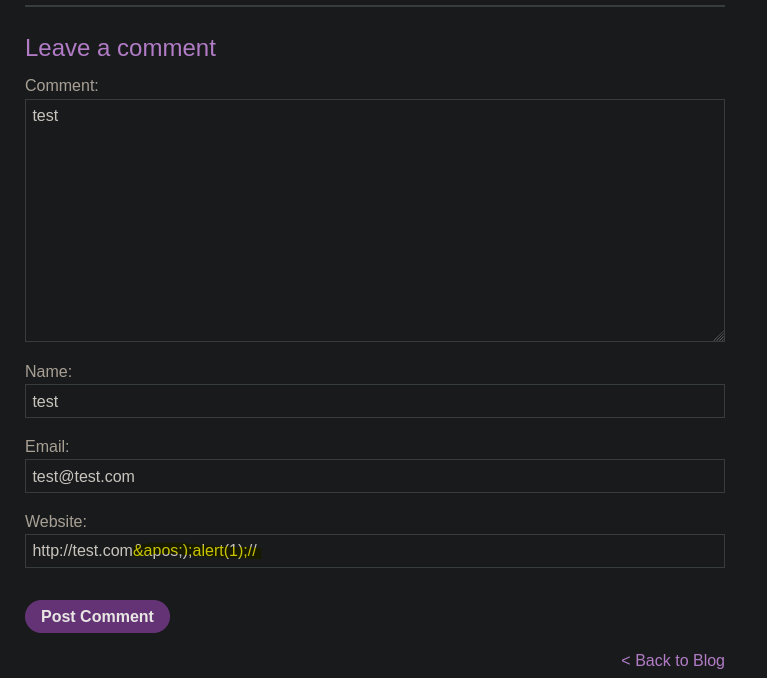 Leave a comment
Comment:
test
Name:
test
Email:
test@test.com
Website:
http://test.com&apos;);alert(1);//
Post Comment
< Back to Blog